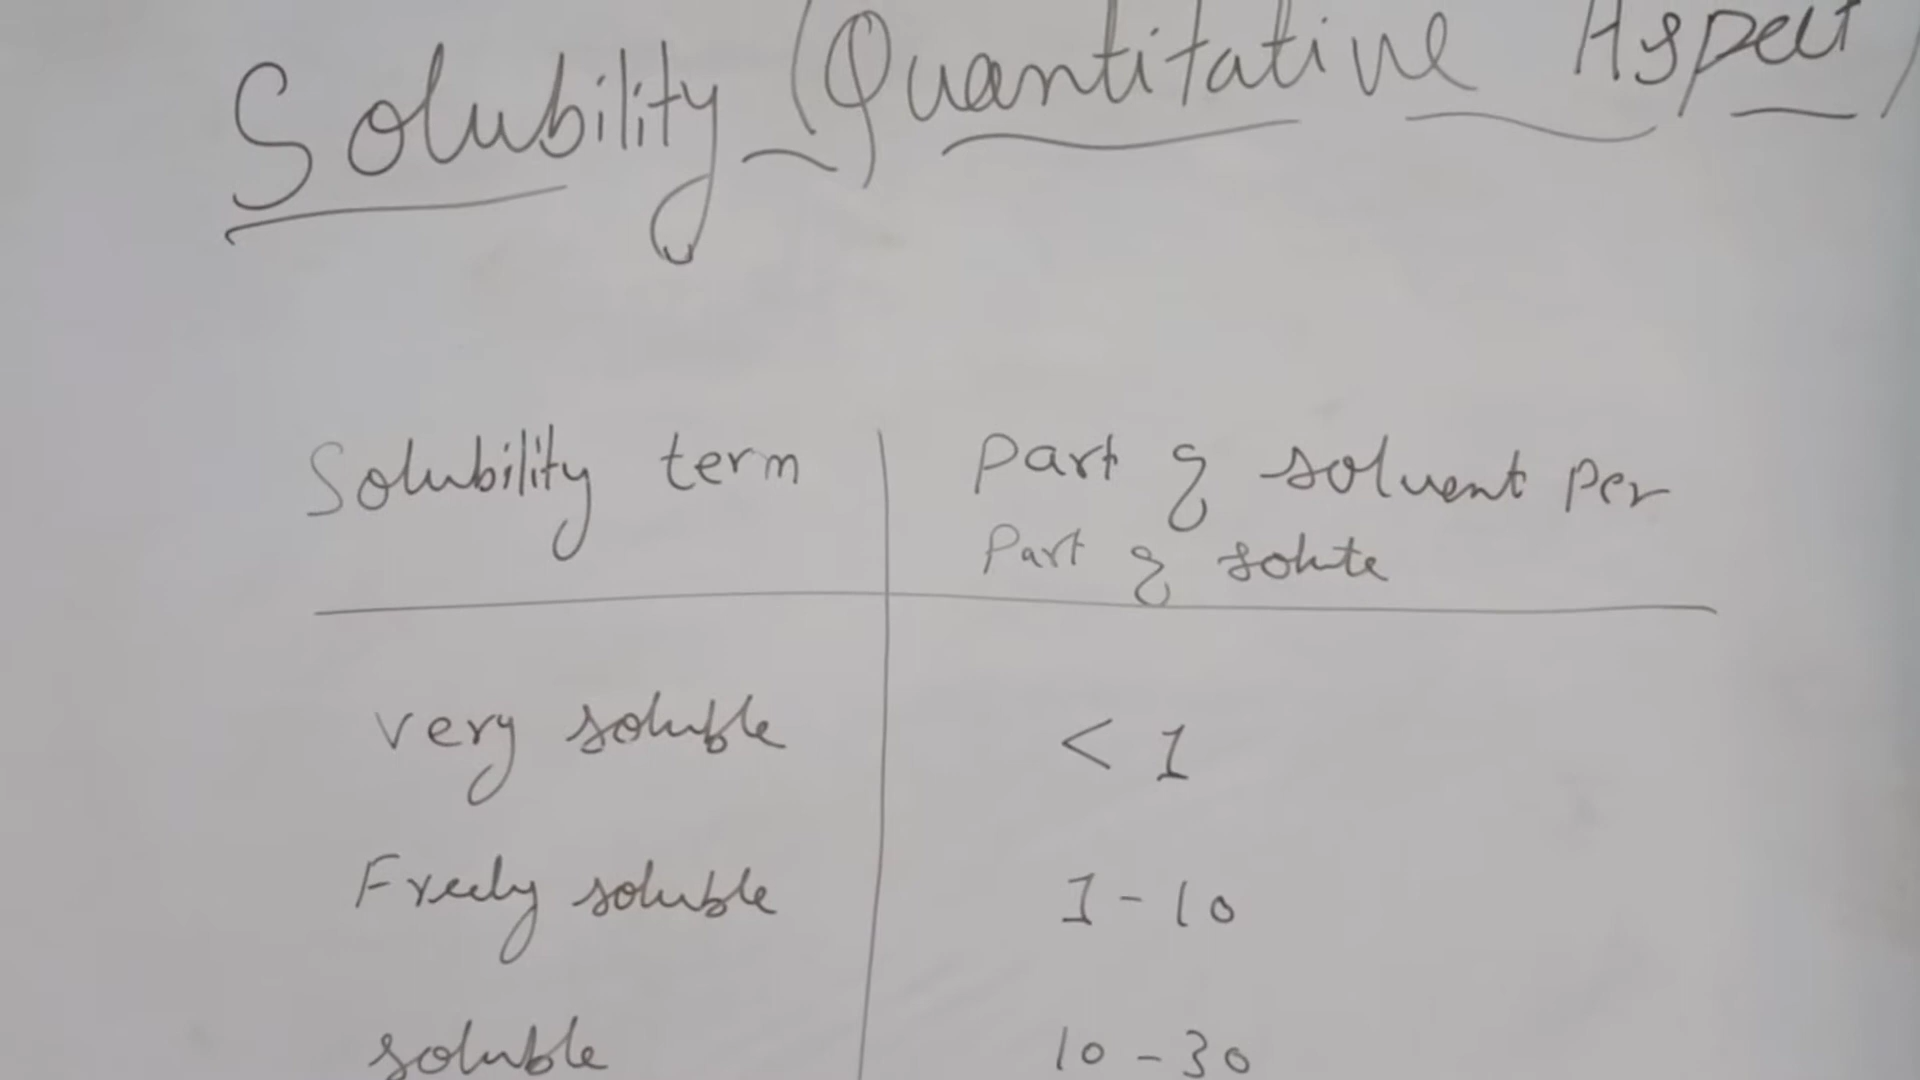 Solubility (Quantitative Aspect)
Solubility term | Part of solvent per
Part of solute
very soluble | < 1
Freely soluble | 1 - 10
soluble | 10 - 30